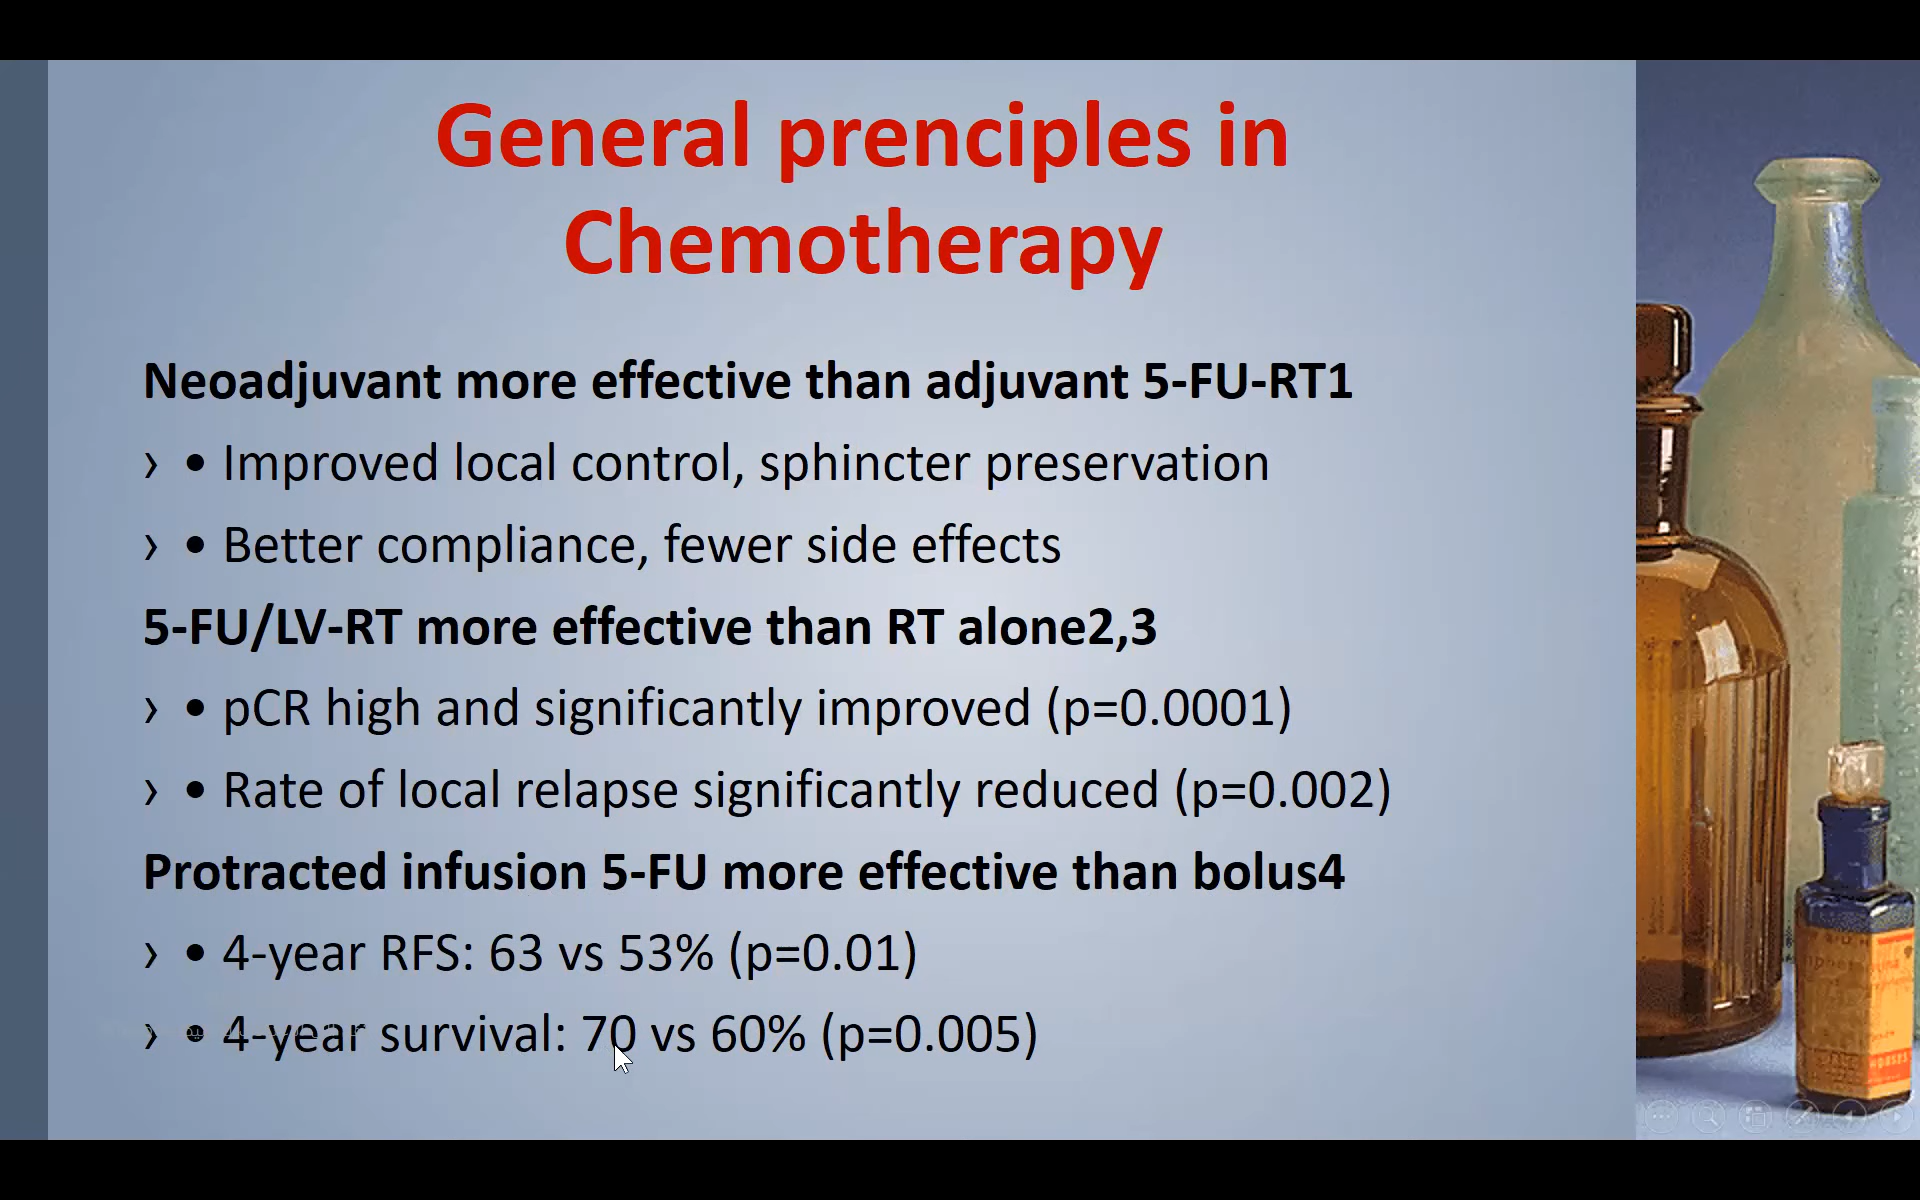 General prenciples in
Chemotherapy
Neoadjuvant more effective than adjuvant 5-FU-RT1
› • Improved local control, sphincter preservation
› • Better compliance, fewer side effects
5-FU/LV-RT more effective than RT alone2,3
› • pCR high and significantly improved (p=0.0001)
› • Rate of local relapse significantly reduced (p=0.002)
Protracted infusion 5-FU more effective than bolus4
› • 4-year RFS: 63 vs 53% (p=0.01)
› • 4-year survival: 70 vs 60% (p=0.005)